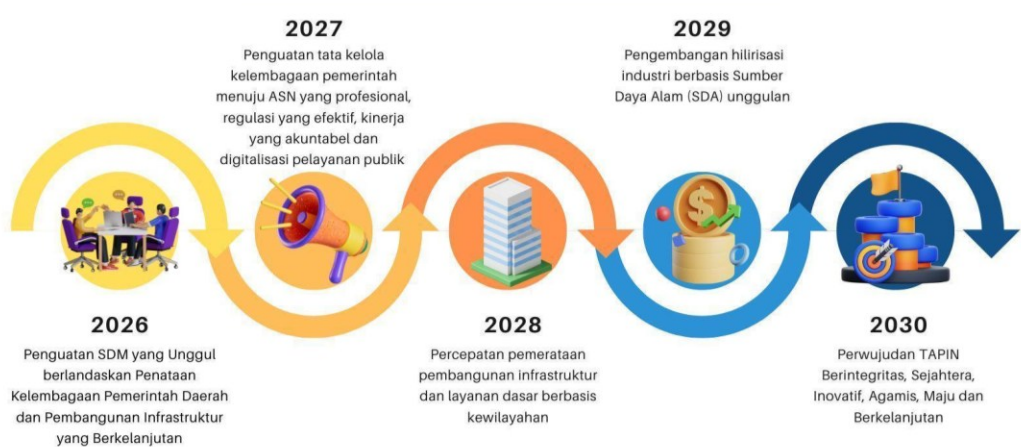 2026
Penguatan SDM yang Unggul
berlandaskan Penataan
Kelembagaan Pemerintah Daerah
dan Pembangunan Infrastruktur
yang Berkelanjutan
2027
Penguatan tata kelola
kelembagaan pemerintah
menuju ASN yang profesional,
regulasi yang efektif, kinerja
yang akuntabel dan
digitalisasi pelayanan publik
2028
Percepatan pemerataan
pembangunan infrastruktur
dan layanan dasar berbasis
kewilayahan
2029
Pengembangan hilirisasi
industri berbasis Sumber
Daya Alam (SDA) unggulan
2030
Perwujudan TAPIN
Berintegritas, Sejahtera,
Inovatif, Agamis, Maju dan
Berkelanjutan